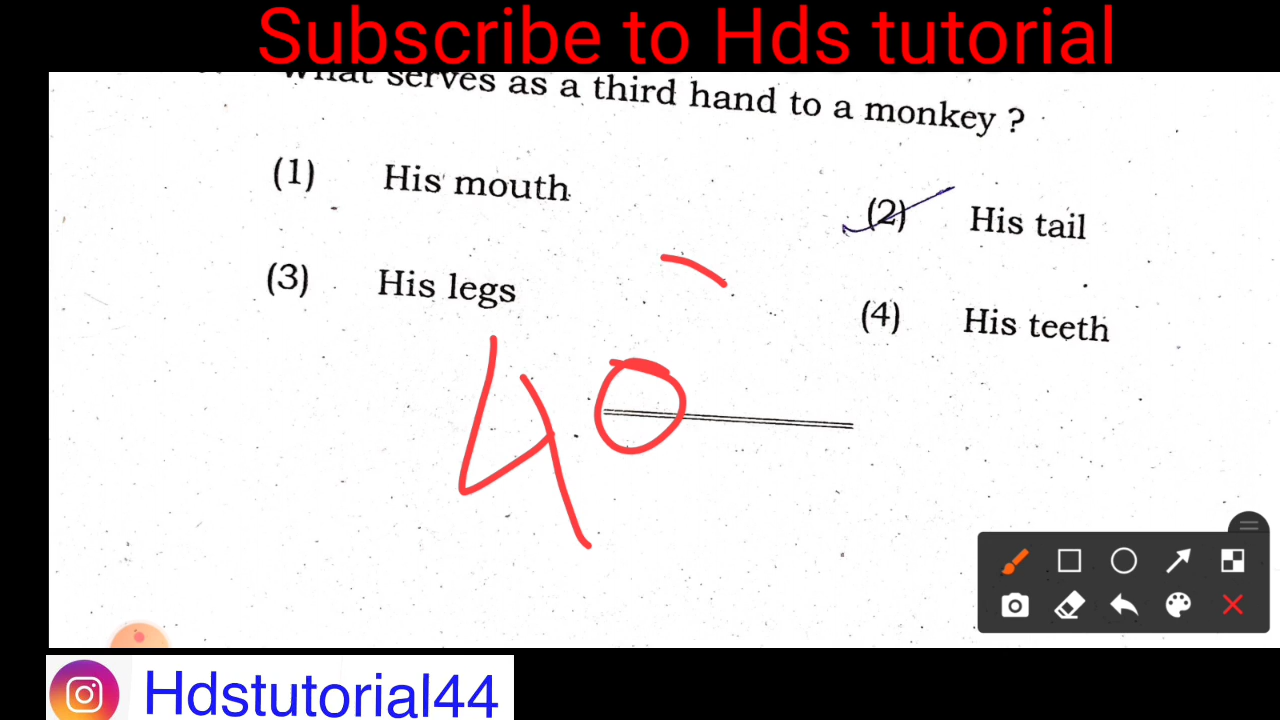 Subscribe to Hds tutorial
What serves as a third hand to a monkey ?
(1) His mouth
(2) His tail
(3) His legs
(4) His teeth
40
Hdstutorial44